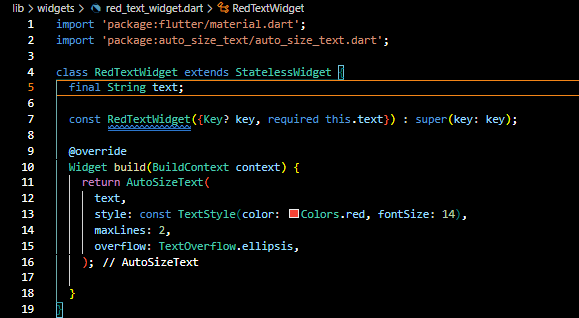 lib > widgets > red_text_widget.dart > RedTextWidget
1 import 'package:flutter/material.dart';
2 import 'package:auto_size_text/auto_size_text.dart';
3
4 class RedTextWidget extends StatelessWidget {
5   final String text;
6
7   const RedTextWidget({Key? key, required this.text}) : super(key: key);
8
9   @override
10   Widget build(BuildContext context) {
11     return AutoSizeText(
12       text,
13       style: const TextStyle(color: Colors.red, fontSize: 14),
14       maxLines: 2,
15       overflow: TextOverflow.ellipsis,
16     ); // AutoSizeText
17
18   }
19 }